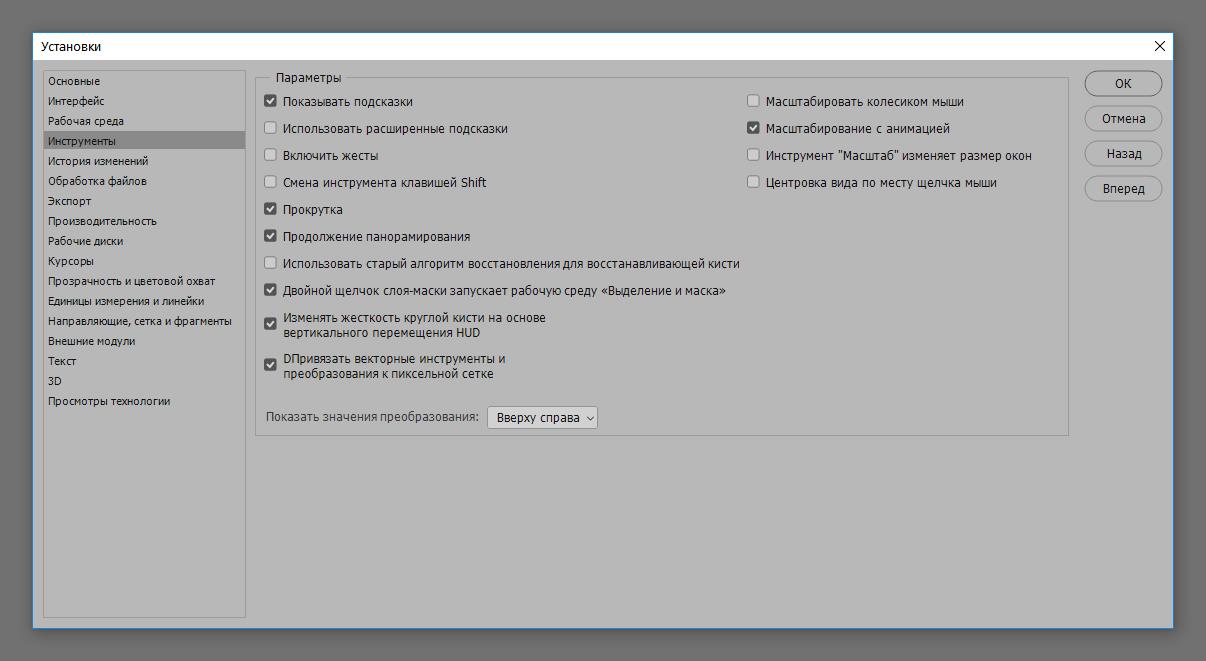 Установки
Основные
Интерфейс
Рабочая среда
Инструменты
История изменений
Обработка файлов
Экспорт
Производительность
Рабочие диски
Курсоры
Прозрачность и цветовой охват
Единицы измерения и линейки
Направляющие, сетка и фрагменты
Внешние модули
Текст
3D
Просмотры технологии
Параметры
Показывать подсказки
Использовать расширенные подсказки
Включить жесты
Смена инструмента клавишей Shift
Прокрутка
Продолжение панорамирования
Использовать старый алгоритм восстановления для восстанавливающей кисти
Двойной щелчок слоя-маски запускает рабочую среду «Выделение и маска»
Изменять жесткость круглой кисти на основе
вертикального перемещения HUD
DПривязать векторные инструменты и
преобразования к пиксельной сетке
Показать значения преобразования: Вверху справа
Масштабировать колесиком мыши
Масштабирование с анимацией
Инструмент "Масштаб" изменяет размер окон
Центровка вида по месту щелчка мыши
ОК
Отмена
Назад
Вперед